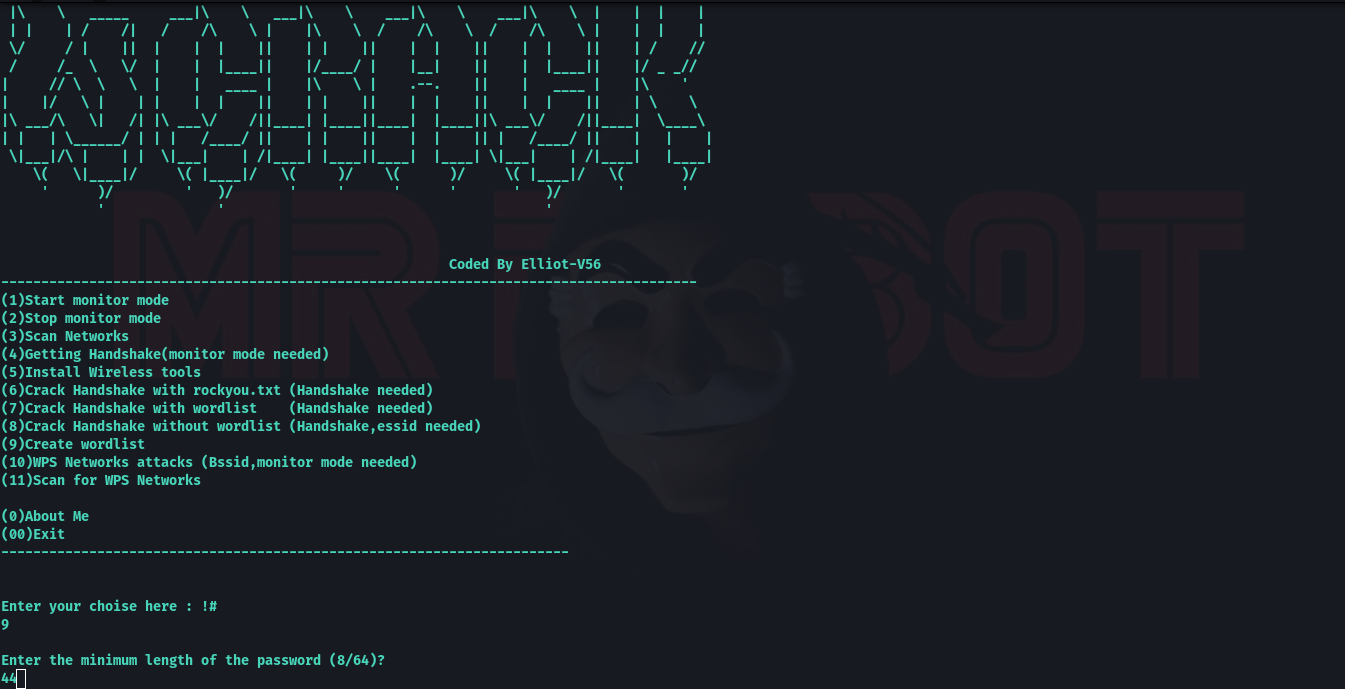 MR ROBOT
Coded By Elliot-V56
(1)Start monitor mode
(2)Stop monitor mode
(3)Scan Networks
(4)Getting Handshake(monitor mode needed)
(5)Install Wireless tools
(6)Crack Handshake with rockyou.txt (Handshake needed)
(7)Crack Handshake with wordlist    (Handshake needed)
(8)Crack Handshake without wordlist (Handshake,essid needed)
(9)Create wordlist
(10)WPS Networks attacks (Bssid,monitor mode needed)
(11)Scan for WPS Networks
(0)About Me
(00)Exit
Enter your choise here : !#
9
Enter the minimum length of the password (8/64)?
44